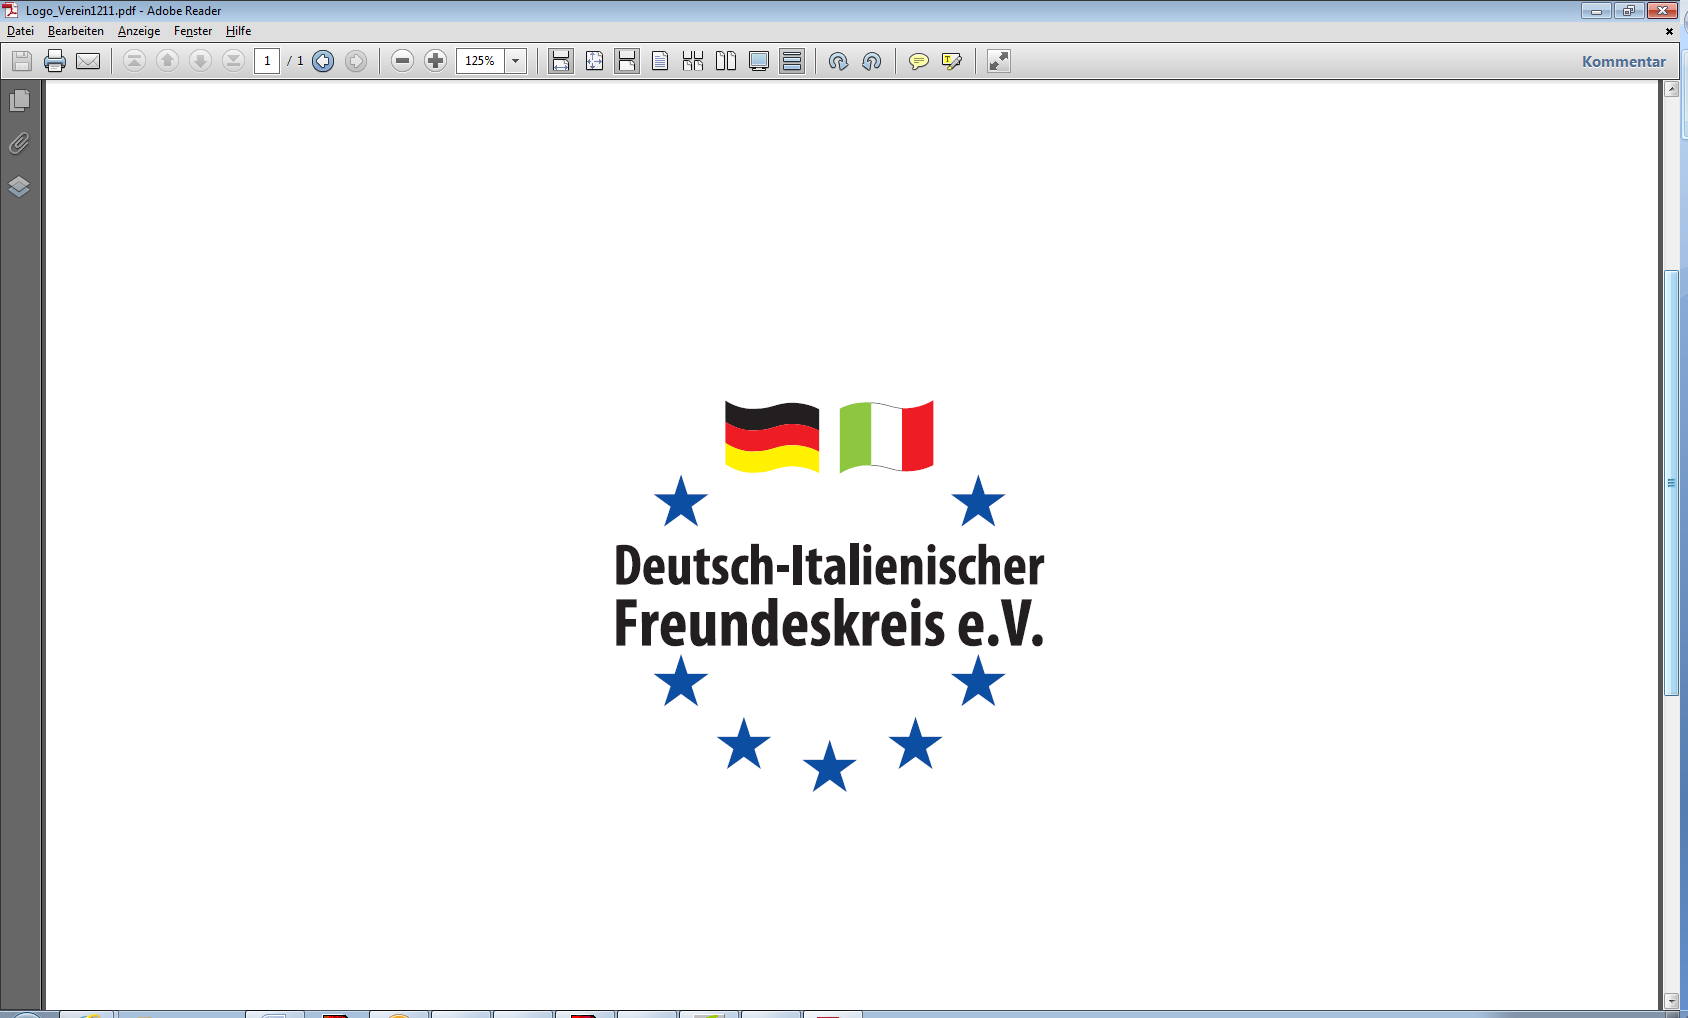 Logo_Verein1211.pdf - Adobe Reader
Datei Bearbeiten Anzeige Fenster Hilfe
1 / 1 125% Kommentar
Deutsch-Italienischer
Freundeskreis e.V.